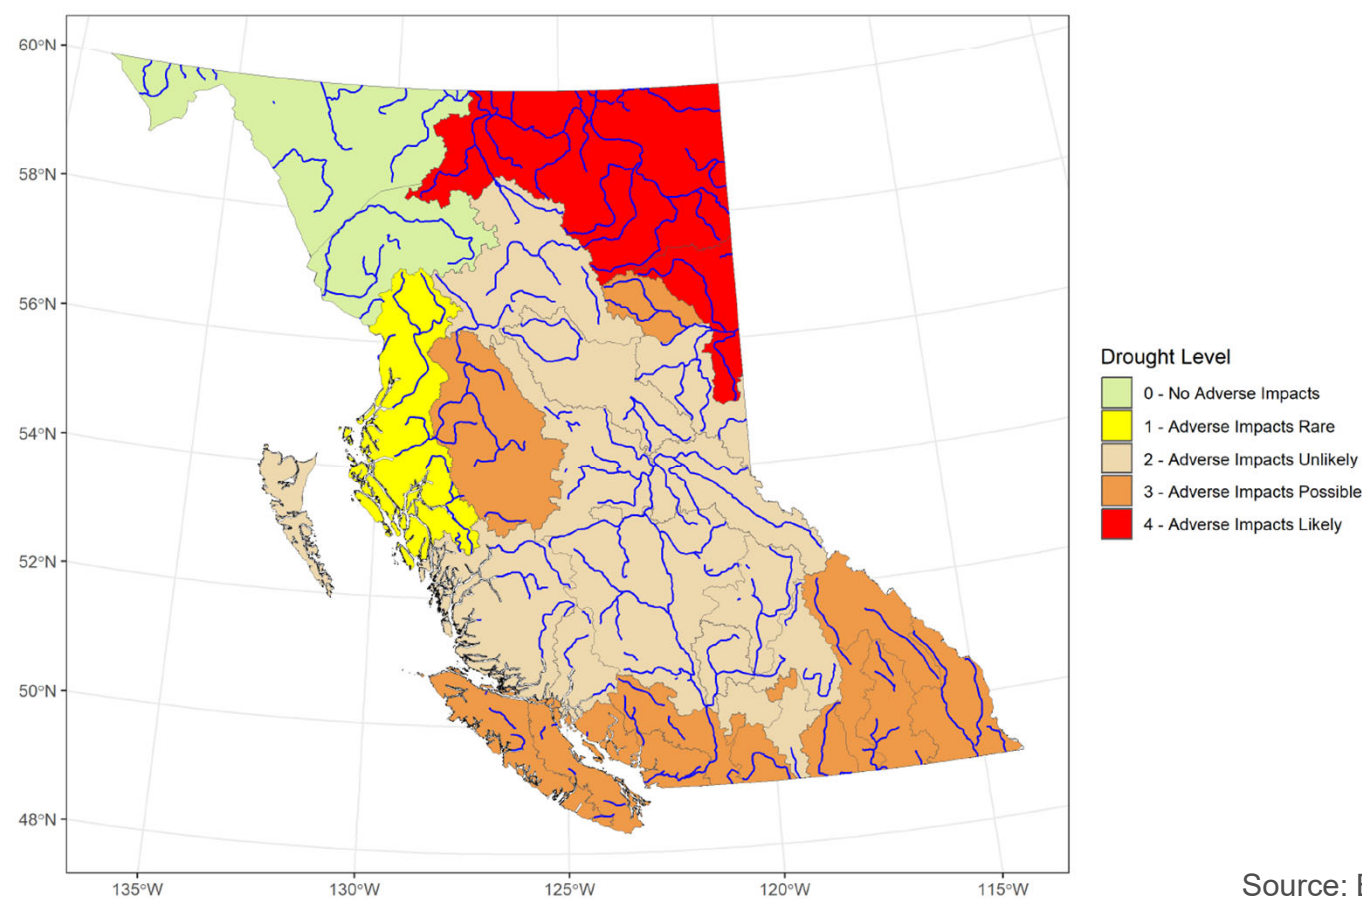 60°N
58°N
56°N
54°N
52°N
50°N
48°N
135°W
130°W
125°W
120°W
115°W
Drought Level
0 - No Adverse Impacts
1 - Adverse Impacts Rare
2 - Adverse Impacts Unlikely
3 - Adverse Impacts Possible
4 - Adverse Impacts Likely
Source: